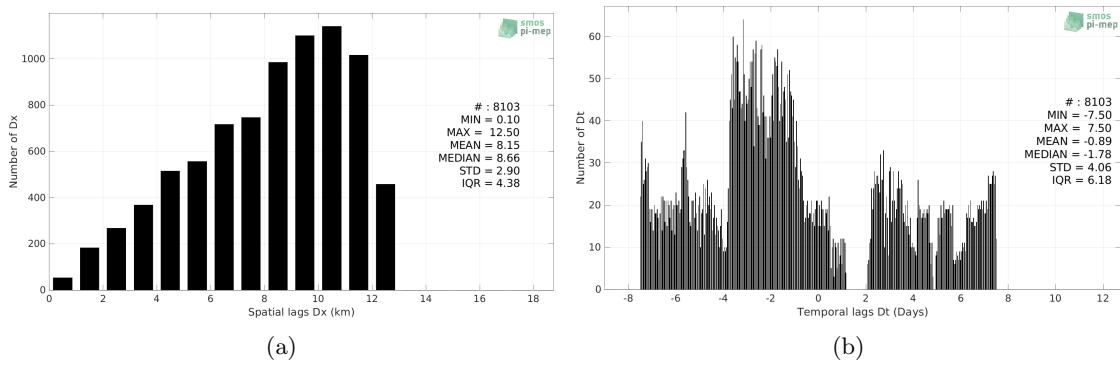 smos
pi-mep
1000
800
600
400
200
0
Number of Dx
# : 8103
MIN = 0.10
MAX = 12.50
MEAN = 8.15
MEDIAN = 8.66
STD = 2.90
IQR = 4.38
0 2 4 6 8 10 12 14 16 18
Spatial lags Dx (km)
(a)
smos
pi-mep
60
50
40
30
20
10
0
Number of Dt
# : 8103
MIN = -7.50
MAX = 7.50
MEAN = -0.89
MEDIAN = -1.78
STD = 4.06
IQR = 6.18
-8 -6 -4 -2 0 2 4 6 8 10 12
Temporal lags Dt (Days)
(b)